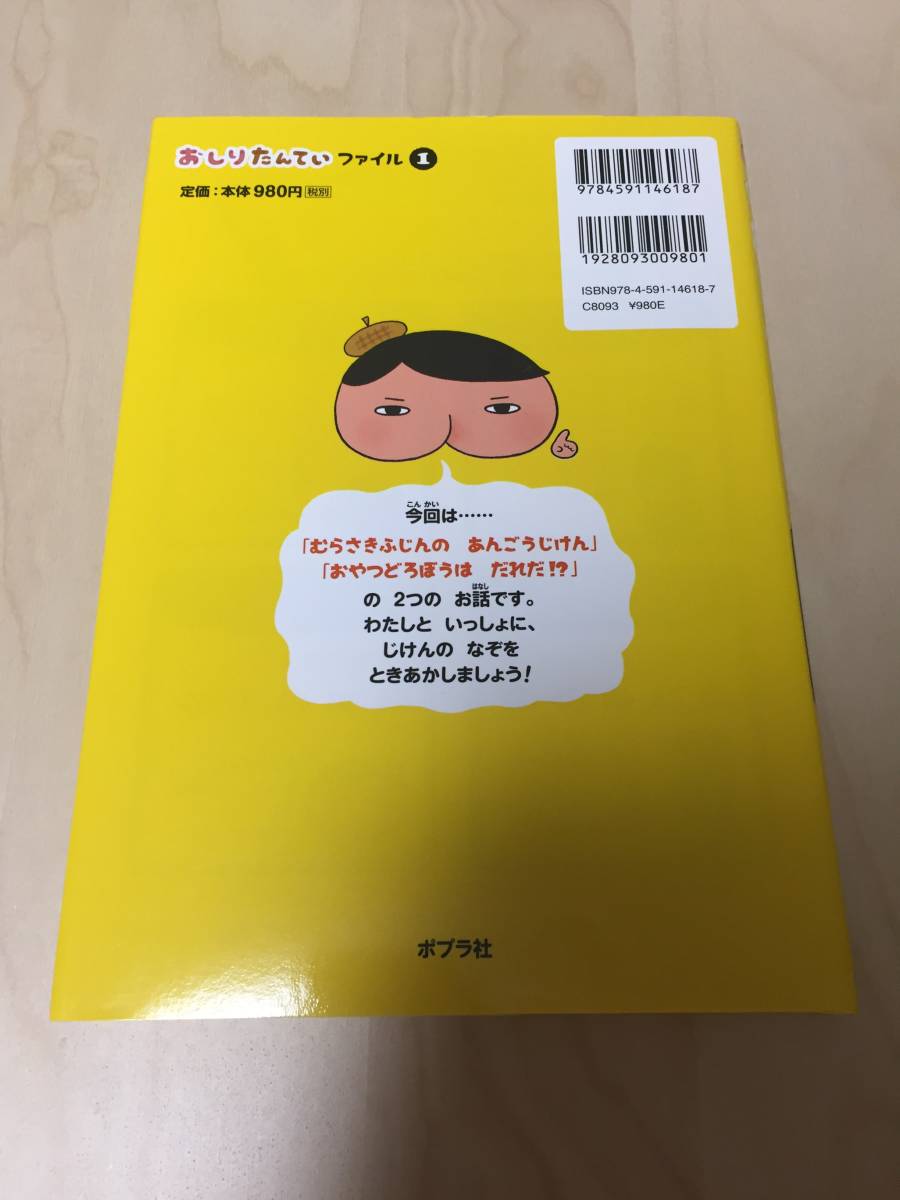 おしりたんてい ファイル 1
定価：本体980円 税別
9784591146187
1928093009801
ISBN978-4-591-14618-7
C8093 ¥980E
こんかい
今回は……
「むらさきふじんの あんごうじけん」
「おやつどろぼうは だれだ!?」
はなし
の 2つの お話です。
わたしと いっしょに、
じけんの なぞを
ときあかしましょう!
ポプラ社